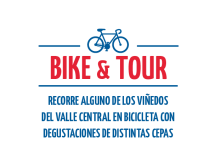 BIKE & TOUR
RECORRE ALGUNO DE LOS VIÑEDOS
DEL VALLE CENTRAL EN BICICLETA CON
DEGUSTACIONES DE DISTINTAS CEPAS